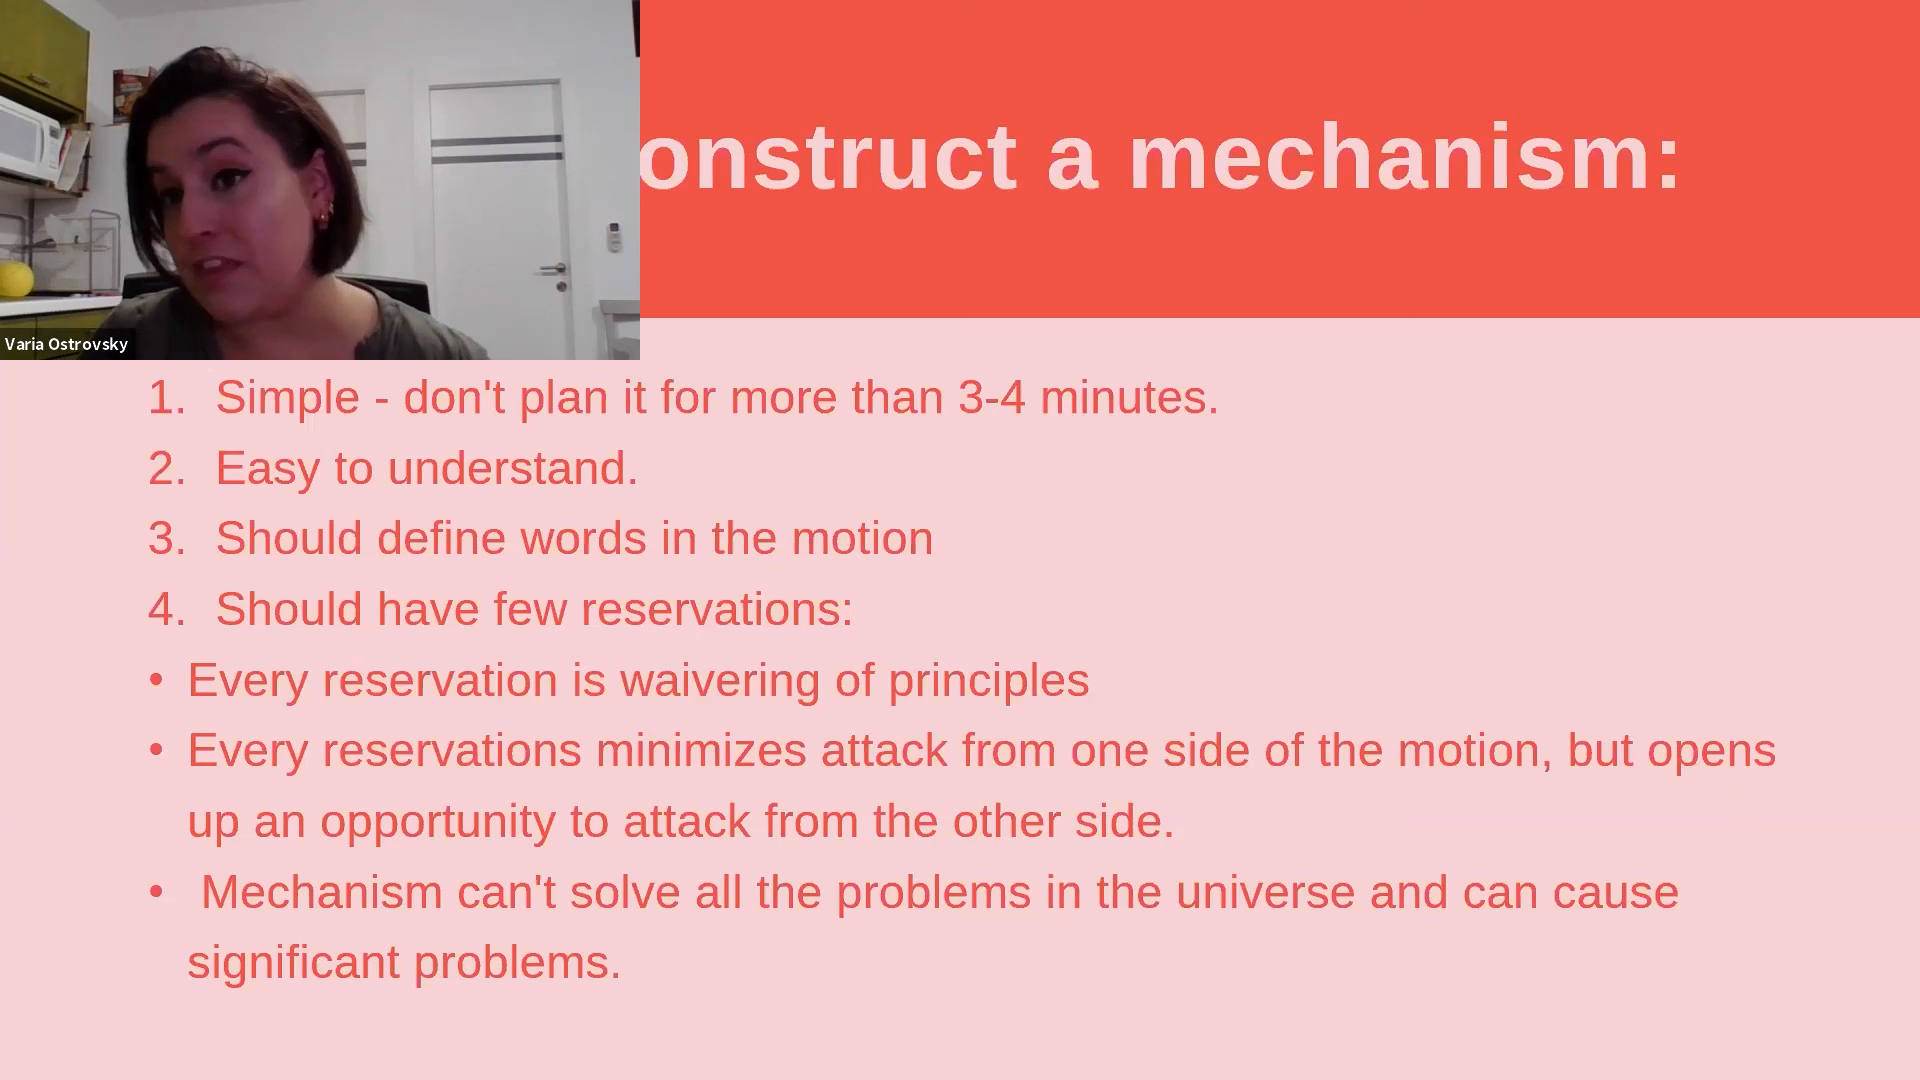 onstruct a mechanism:
Varia Ostrovsky
1. Simple - don't plan it for more than 3-4 minutes.
2. Easy to understand.
3. Should define words in the motion
4. Should have few reservations:
• Every reservation is waivering of principles
• Every reservations minimizes attack from one side of the motion, but opens
up an opportunity to attack from the other side.
• Mechanism can't solve all the problems in the universe and can cause
significant problems.